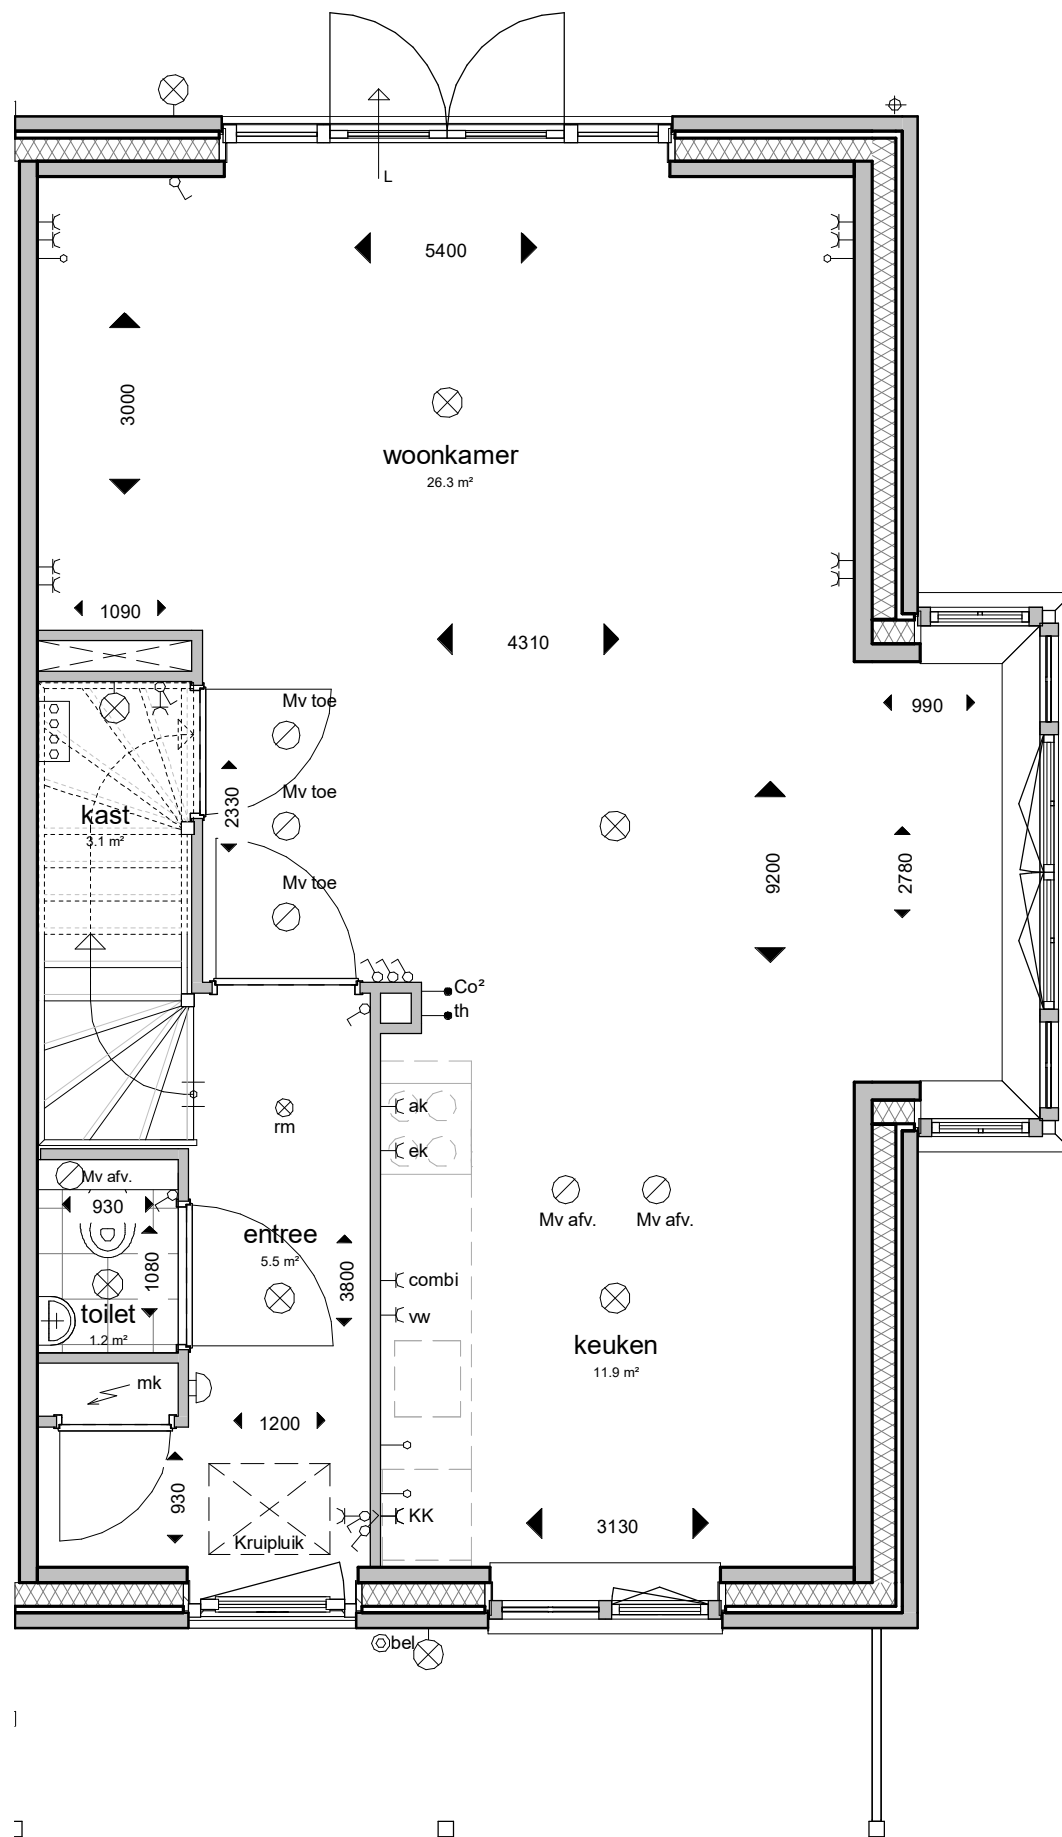 L
5400
3000
woonkamer
26.3 m²
1090
4310
990
Mv toe
2330
Mv toe
kast
3.1 m²
9200
2780
Mv toe
Co²
th
ak
rm
ek
Mv afv.
930
Mv afv.
Mv afv.
entree
5.5 m²
1080
3800
combi
toilet
1.2 m²
vw
keuken
11.9 m²
mk
1200
930
KK
3130
Kruipluik
bel